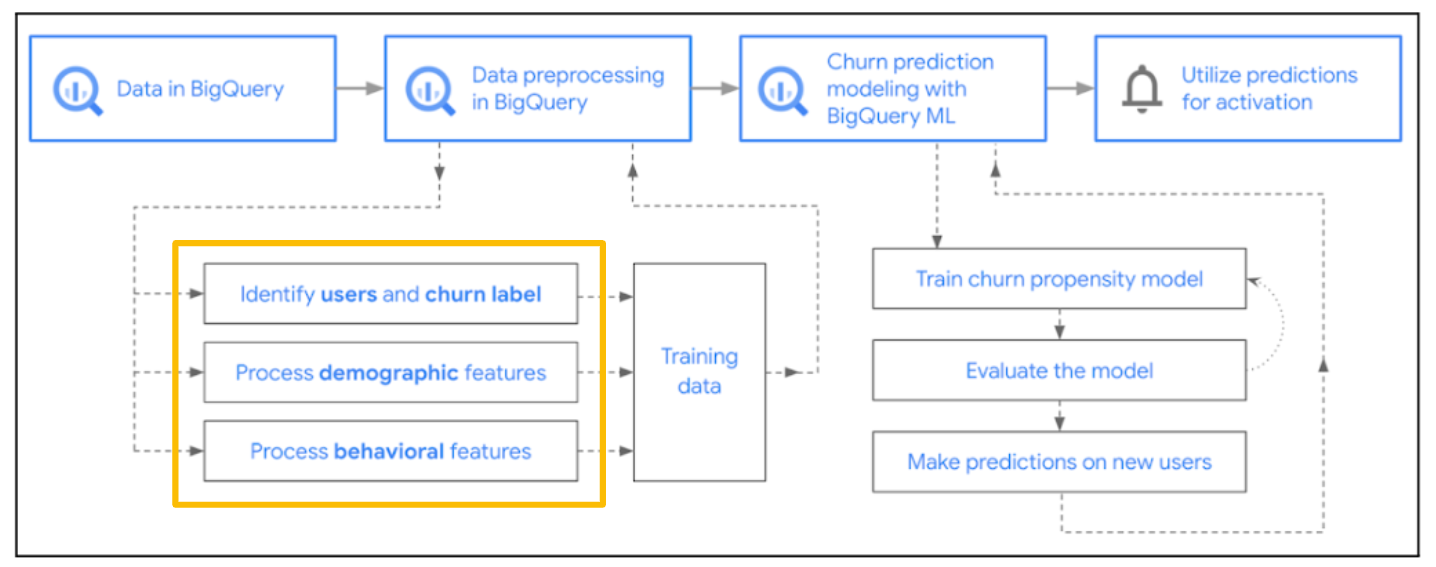 Data in BigQuery
Data preprocessing
in BigQuery
Churn prediction
modeling with
BigQuery ML
Utilize predictions
for activation
Identify users and churn label
Process demographic features
Process behavioral features
Training
data
Train churn propensity model
Evaluate the model
Make predictions on new users